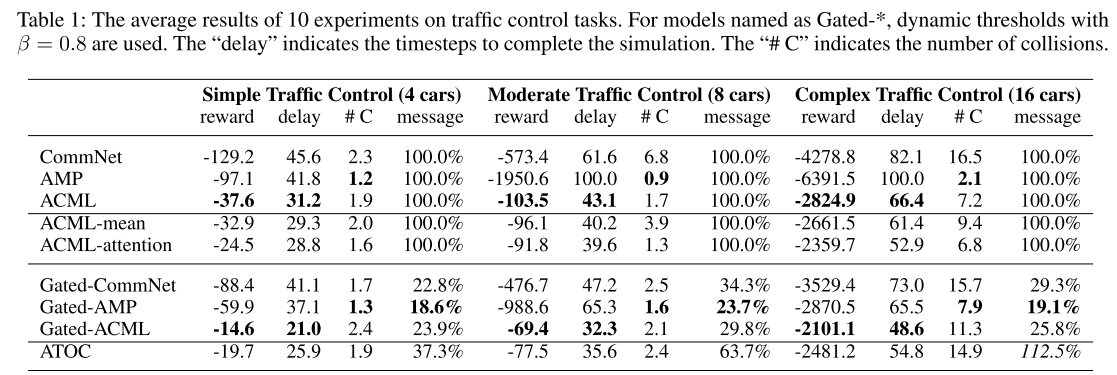 Table 1: The average results of 10 experiments on traffic control tasks. For models named as Gated-*, dynamic thresholds with
β = 0.8 are used. The “delay” indicates the timesteps to complete the simulation. The “# C” indicates the number of collisions.
Simple Traffic Control (4 cars) Moderate Traffic Control (8 cars) Complex Traffic Control (16 cars)
reward delay # C message reward delay # C message reward delay # C message
CommNet -129.2 45.6 2.3 100.0% -573.4 61.6 6.8 100.0% -4278.8 82.1 16.5 100.0%
AMP -97.1 41.8 1.2 100.0% -1950.6 100.0 0.9 100.0% -6391.5 100.0 2.1 100.0%
ACML -37.6 31.2 1.9 100.0% -103.5 43.1 1.7 100.0% -2824.9 66.4 7.2 100.0%
ACML-mean -32.9 29.3 2.0 100.0% -96.1 40.2 3.9 100.0% -2661.5 61.4 9.4 100.0%
ACML-attention -24.5 28.8 1.6 100.0% -91.8 39.6 1.3 100.0% -2359.7 52.9 6.8 100.0%
Gated-CommNet -88.4 41.1 1.7 22.8% -476.7 47.2 2.5 34.3% -3529.4 73.0 15.7 29.3%
Gated-AMP -59.9 37.1 1.3 18.6% -988.6 65.3 1.6 23.7% -2870.5 65.5 7.9 19.1%
Gated-ACML -14.6 21.0 2.4 23.9% -69.4 32.3 2.1 29.8% -2101.1 48.6 11.3 25.8%
ATOC -19.7 25.9 1.9 37.3% -77.5 35.6 2.4 63.7% -2481.2 54.8 14.9 112.5%